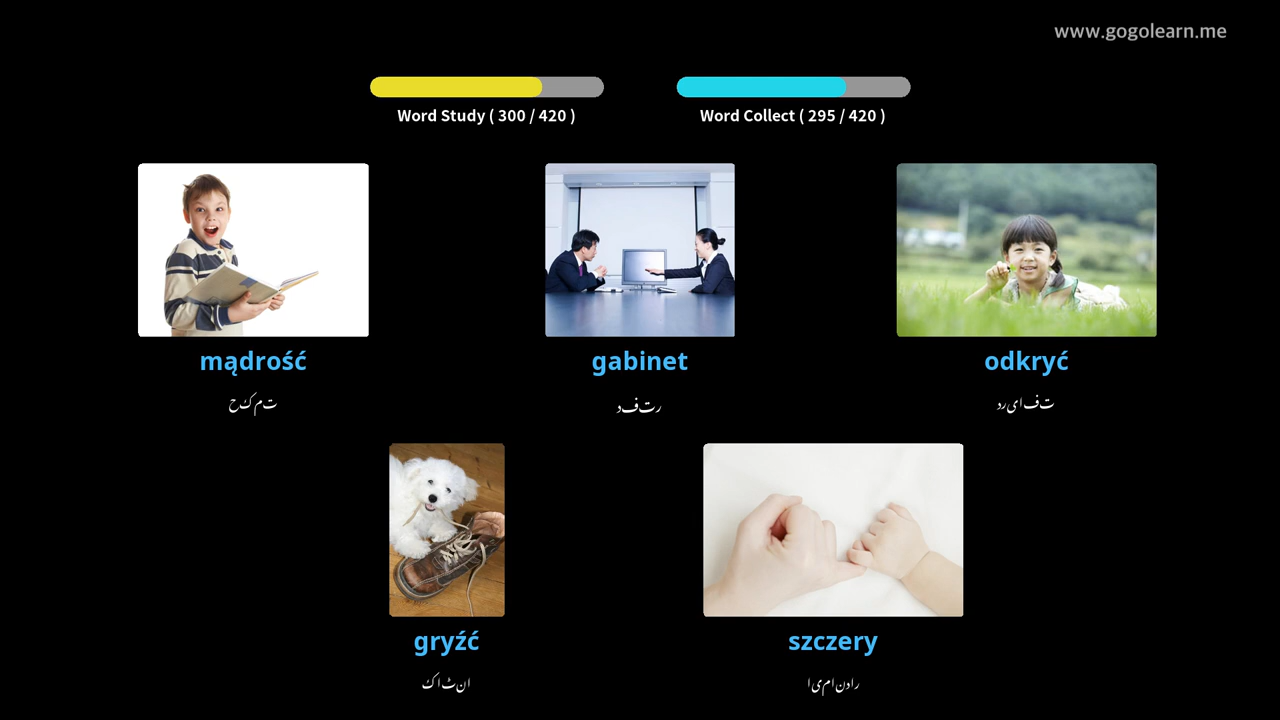 www.gogolearn.me
Word Study ( 300 / 420 )
Word Collect ( 295 / 420 )
mądrość
gabinet
odkryć
حکمت
دفتر
دریافت
gryźć
szczery
کاٹنا
ایماندار